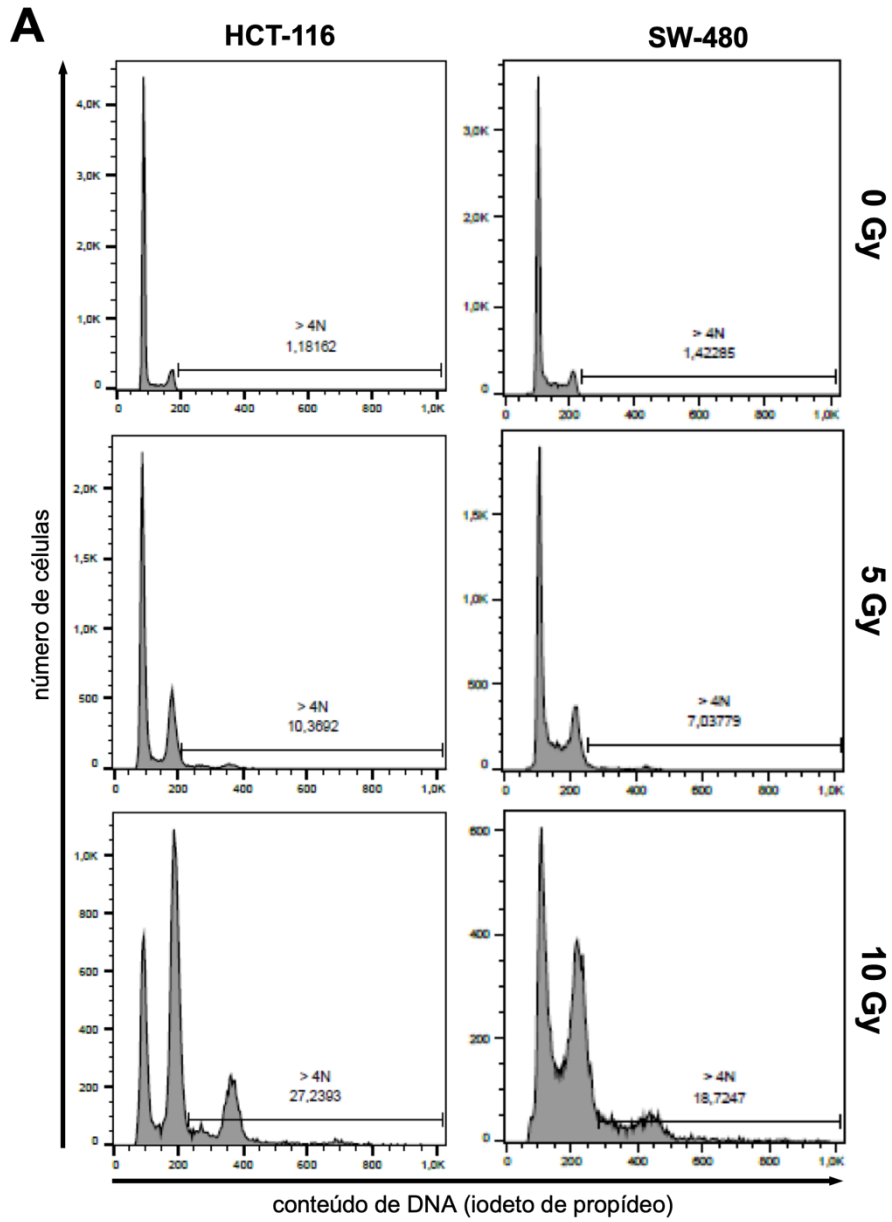 A
HCT-116
SW-480
número de células
4,0K
3,0K
2,0K
1,0K
0
> 4N
1,18162
0
200
400
600
800
1,0K
3,0K
2,0K
1,0K
0
> 4N
1,42285
0
200
400
600
800
1,0K
0 Gy
2,0K
1,5K
1,0K
500
0
> 4N
10,3692
0
200
400
600
800
1,0K
1,5K
1,0K
500
0
> 4N
7,03779
0
200
400
600
800
1,0K
5 Gy
1,0K
800
600
400
200
0
> 4N
27,2393
0
200
400
600
800
1,0K
600
400
200
0
> 4N
18,7247
0
200
400
600
800
1,0K
10 Gy
conteúdo de DNA (iodeto de propídeo)